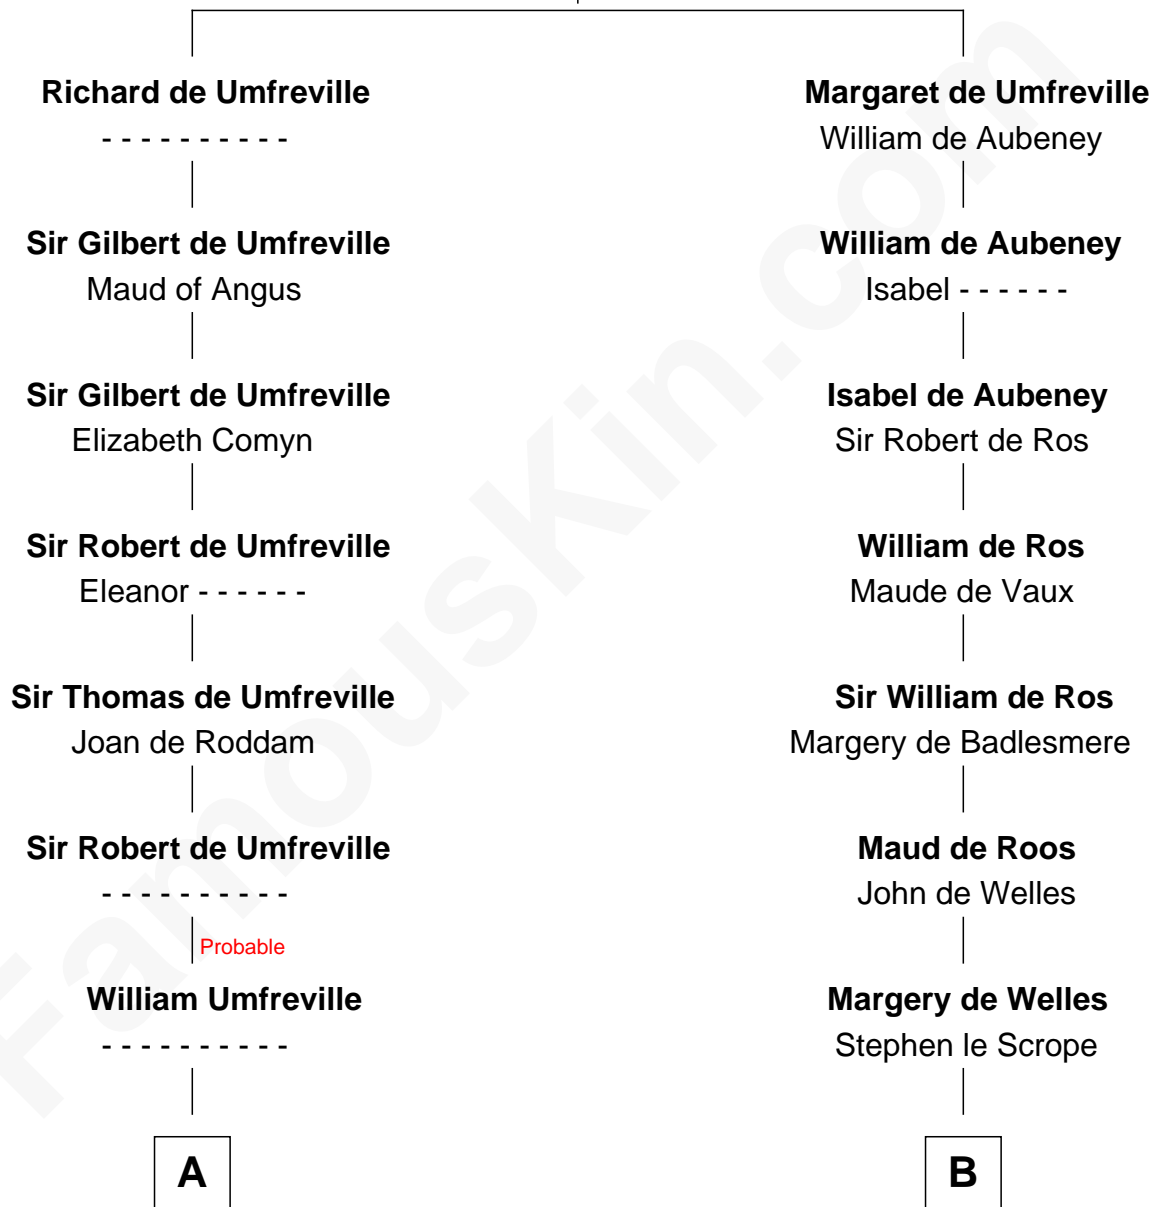 Richard de Umfreville
- - - - - - - - - -
Sir Gilbert de Umfreville
Maud of Angus
Sir Gilbert de Umfreville
Elizabeth Comyn
Sir Robert de Umfreville
Eleanor - - - - - -
Sir Thomas de Umfreville
Joan de Roddam
Sir Robert de Umfreville
- - - - - - - - - -
Probable
William Umfreville
- - - - - - - - - -
A
Margaret de Umfreville
William de Aubeney
William de Aubeney
Isabel - - - - - -
Isabel de Aubeney
Sir Robert de Ros
William de Ros
Maude de Vaux
Sir William de Ros
Margery de Badlesmere
Maud de Roos
John de Welles
Margery de Welles
Stephen le Scrope
B
FamousKin.com